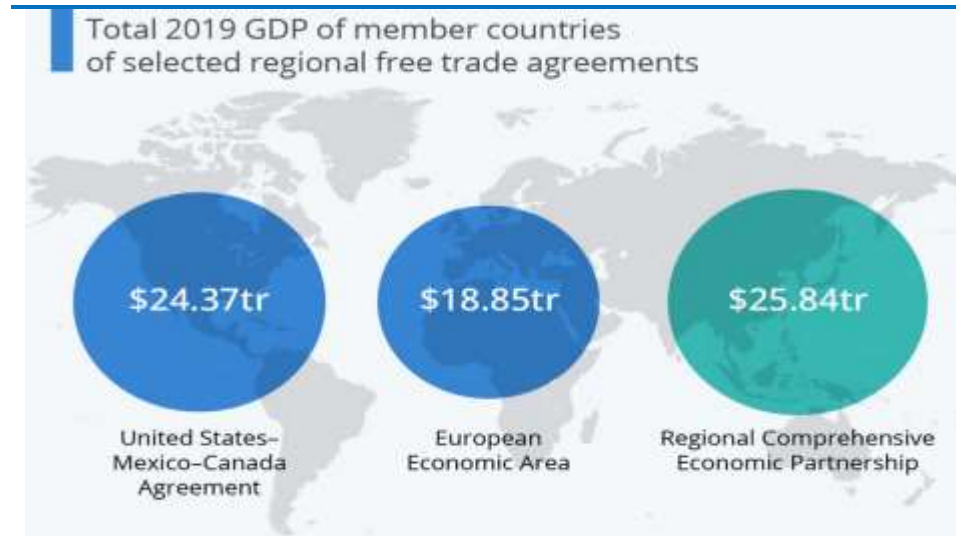 Total 2019 GDP of member countries
of selected regional free trade agreements
$24.37tr
$18.85tr
$25.84tr
United States–
Mexico–Canada
Agreement
European
Economic Area
Regional Comprehensive
Economic Partnership